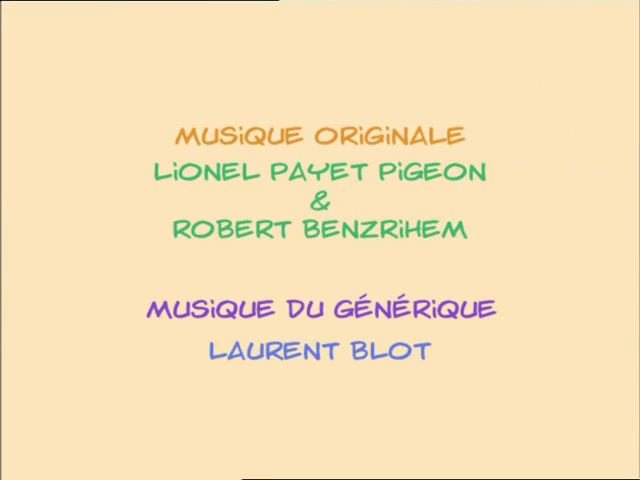 MUSiQUE ORiGiNALE
LiONEL PAYET PiGEON
&
ROBERT BENZRiHEM
MUSiQUE DU GÉNÉRiQUE
LAURENT BLOT